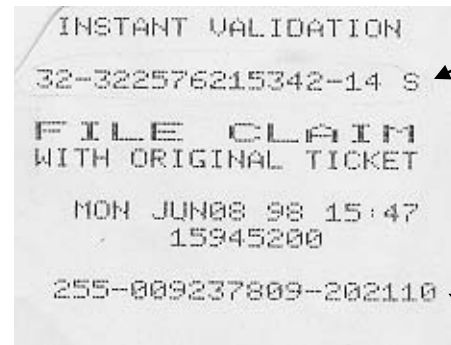 INSTANT VALIDATION
32-322576215342-14 S
FILE CLAIM
WITH ORIGINAL TICKET
MON JUN08 98 15:47
15945200
255-009237809-202110